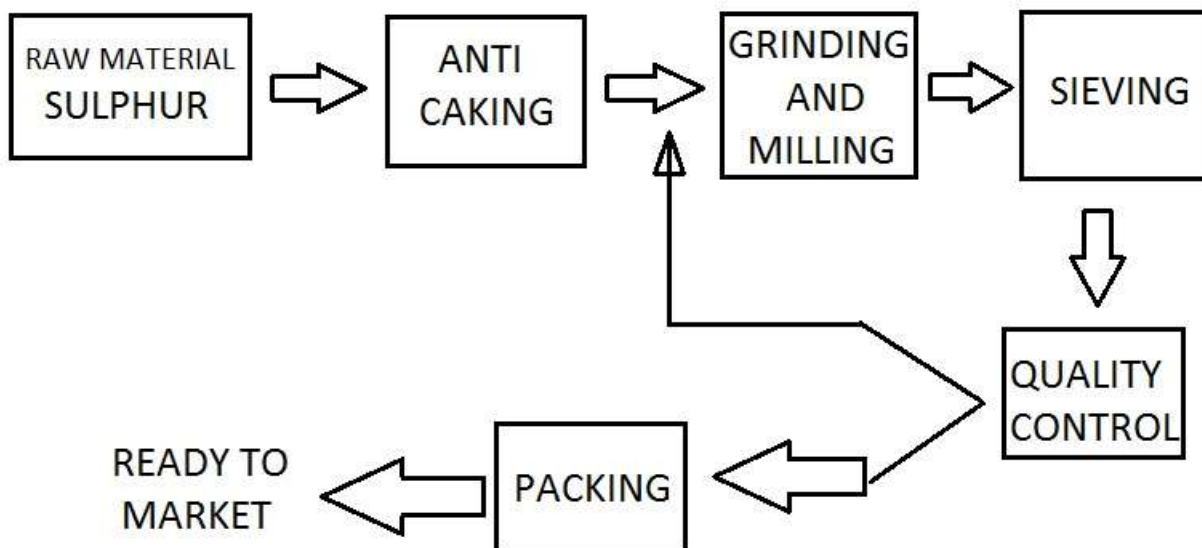 RAW MATERIAL
SULPHUR
ANTI
CAKING
GRINDING
AND
MILLING
SIEVING
QUALITY
CONTROL
PACKING
READY TO
MARKET